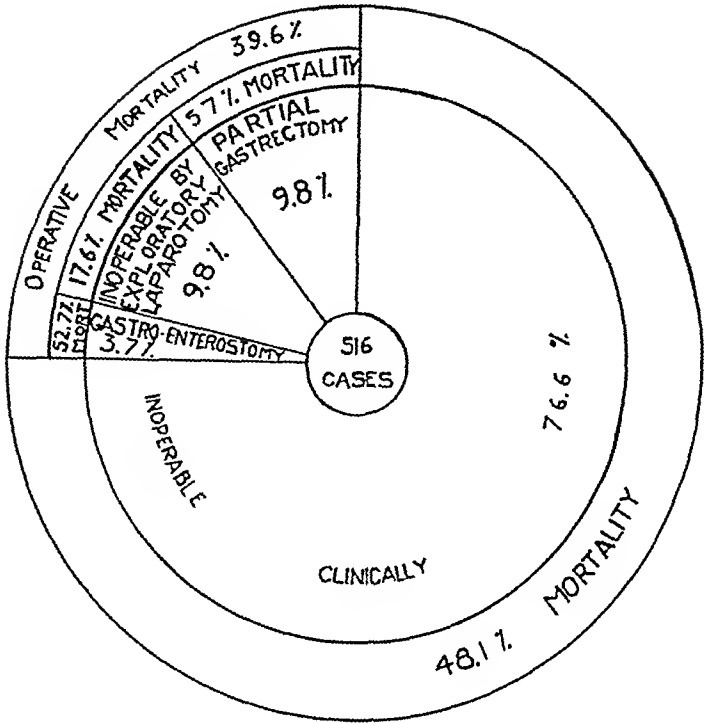 OPERATIVE MORTALITY 39.6%
57% MORTALITY
17.6% MORTALITY
52.7%
MORT
PARTIAL
GASTRECTOMY
9.8%
INOPERABLE BY
EXPLORATORY
LAPAROTOMY
9.8%
GASTRO-ENTEROSTOMY
3.7%
516
CASES
76.6 %
INOPERABLE
CLINICALLY
48.1% MORTALITY